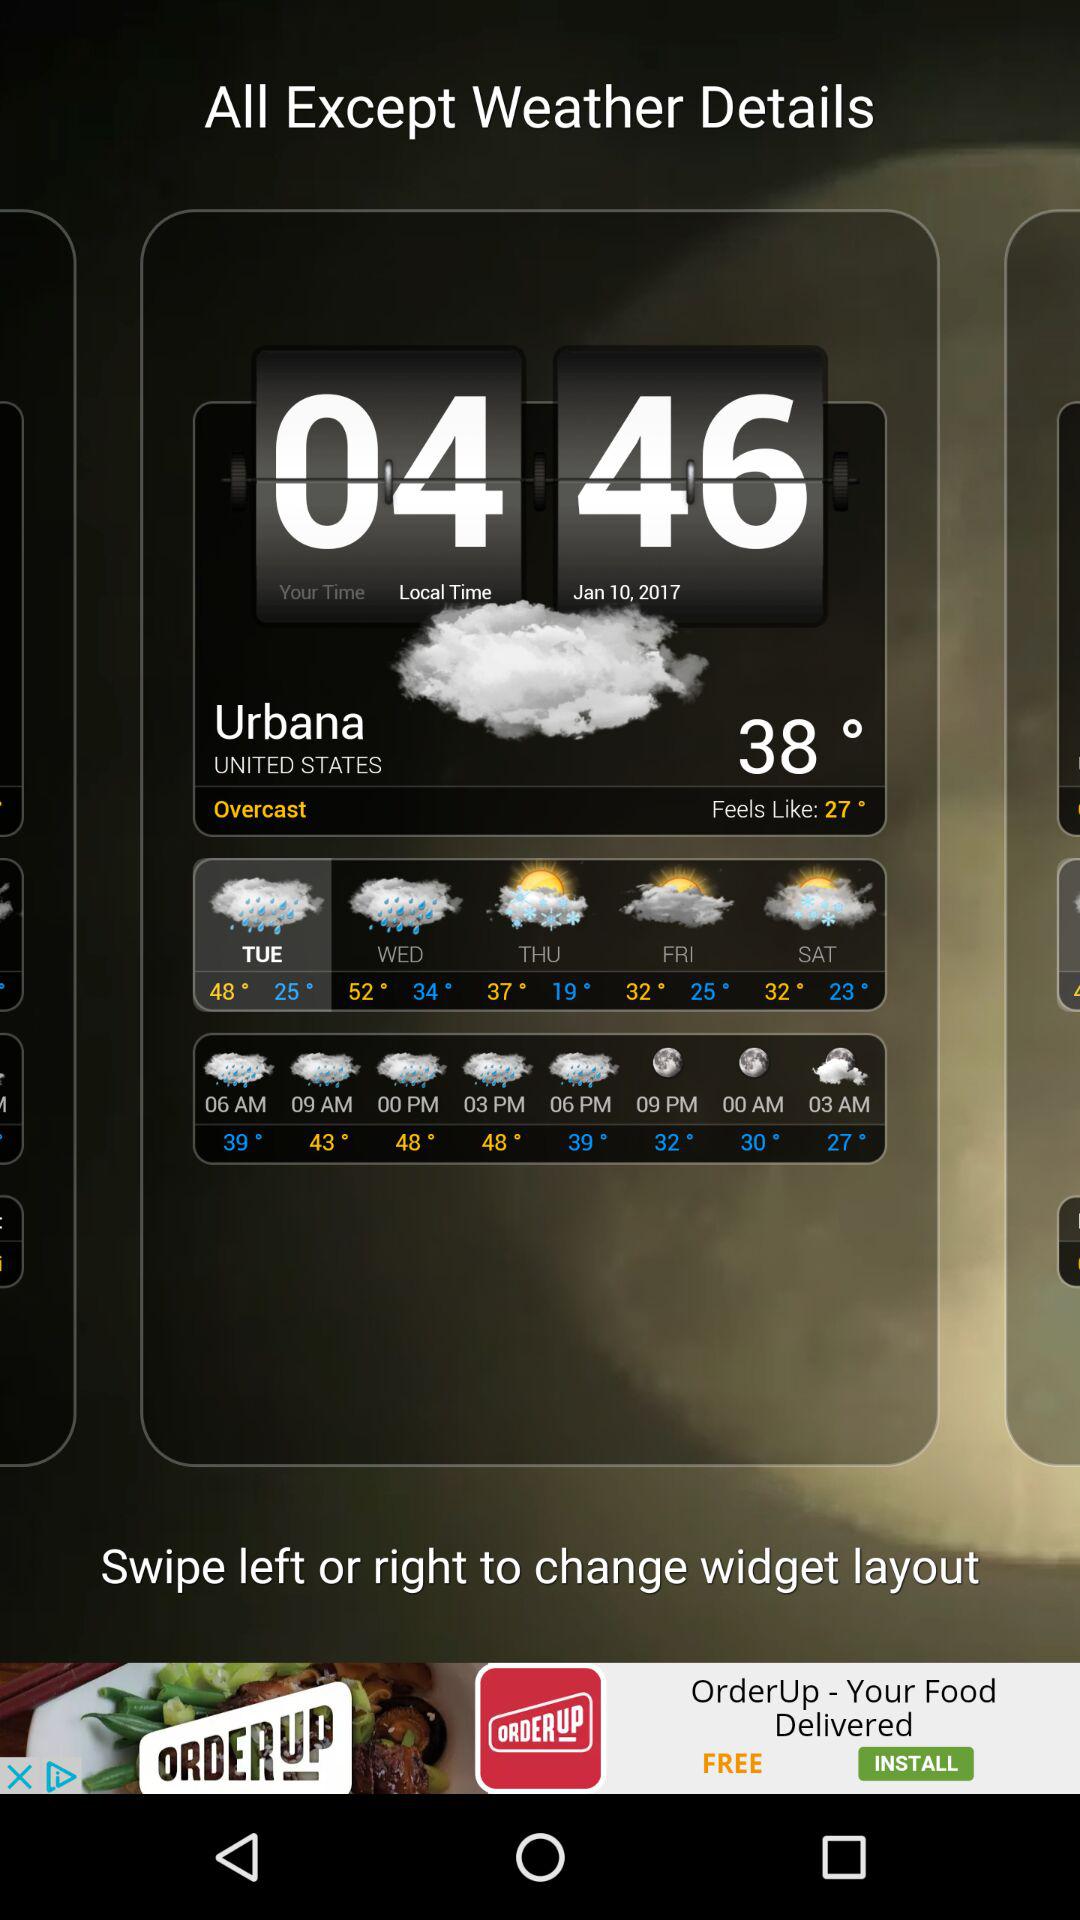 All Except Weather Details
04 46
Your Time Local Time Jan 10, 2017
Urbana
UNITED STATES
38 °
Overcast Feels Like: 27 °
TUE WED THU FRI SAT
48 ° 25 ° 52 ° 34 ° 37 ° 19 ° 32 ° 25 ° 32 ° 23 °
06 AM 09 AM 00 PM 03 PM 06 PM 09 PM 00 AM 03 AM
39 ° 43 ° 48 ° 48 ° 39 ° 32 ° 30 ° 27 °
Swipe left or right to change widget layout
ORDERUP
ORDERUP
OrderUp - Your Food
Delivered
FREE INSTALL